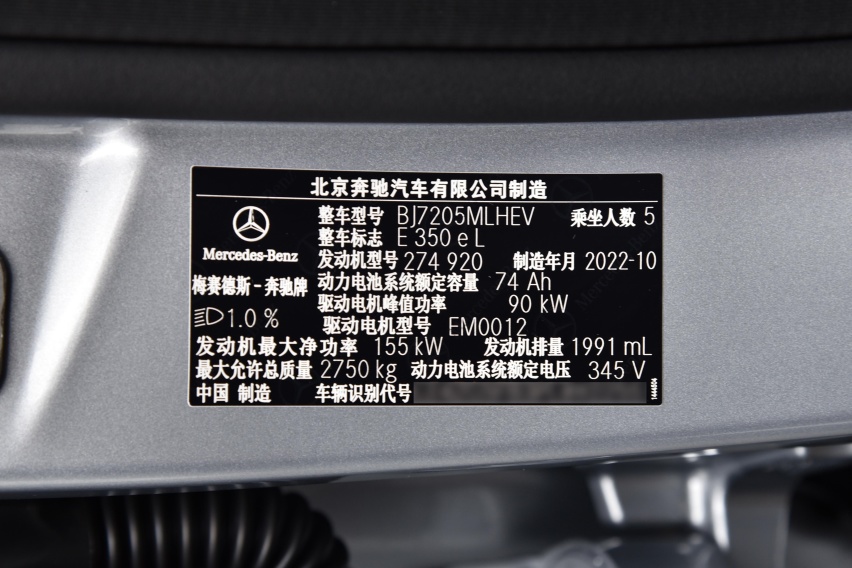 北京奔驰汽车有限公司制造
整车型号 BJ7205MLHEV 乘坐人数 5
整车标志 E 350 e L
Mercedes-Benz
发动机型号 274 920 制造年月 2022-10
梅赛德斯-奔驰牌 动力电池系统额定容量 74 Ah
驱动电机峰值功率 90 kW
1.0 % 驱动电机型号 EM0012
发动机最大净功率 155 kW 发动机排量 1991 mL
最大允许总质量 2750 kg 动力电池系统额定电压 345 V
中国 制造 车辆识别代号